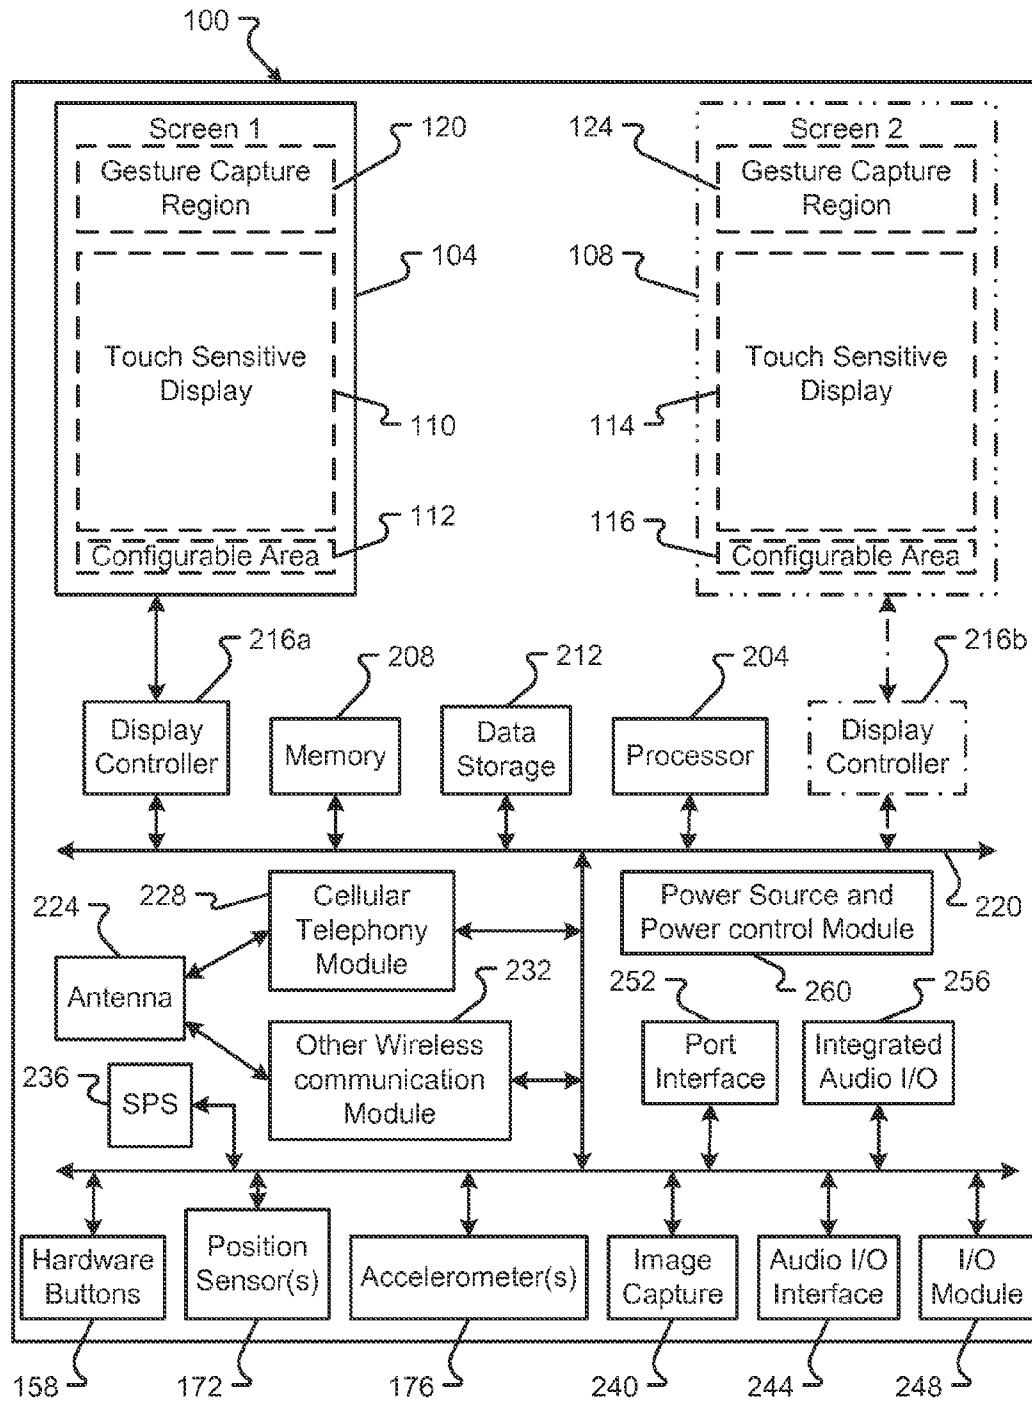 100
Screen 1
120
124
Screen 2
Gesture Capture
Region
Gesture Capture
Region
104
108
Touch Sensitive
Display
Touch Sensitive
Display
110
114
112
116
Configurable Area
Configurable Area
216a
208
212
204
216b
Display
Controller
Memory
Data
Storage
Processor
Display
Controller
228
Cellular
Telephony
Module
Power Source and
Power control Module
220
224
Antenna
232
252
260
256
Other Wireless
communication
Module
Port
Interface
Integrated
Audio I/O
236
SPS
Hardware
Buttons
Position
Sensor(s)
Accelerometer(s)
Image
Capture
Audio I/O
Interface
I/O
Module
158
172
176
240
244
248